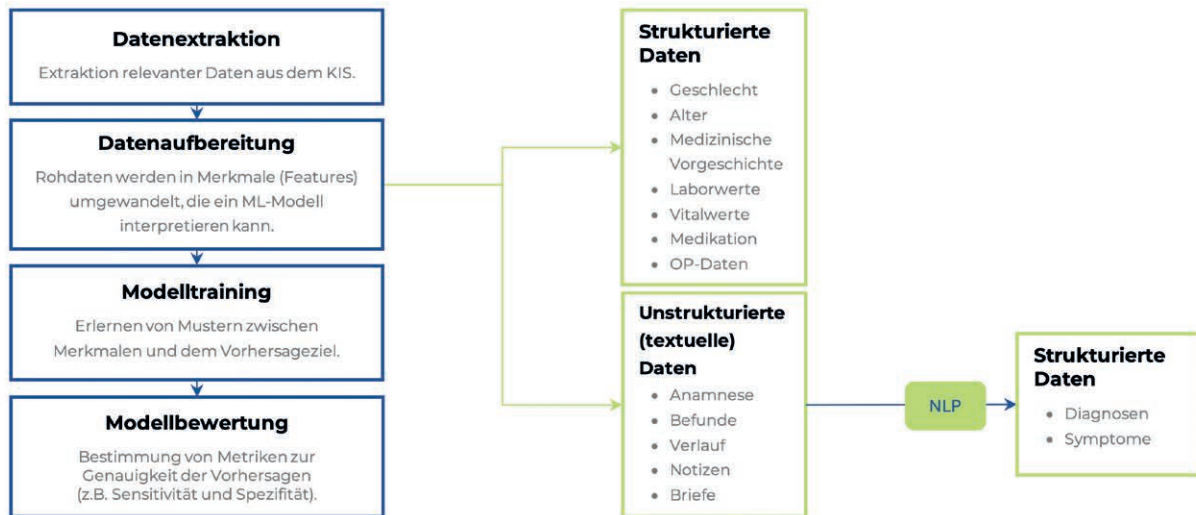 Datenextraktion
Extraktion relevanter Daten aus dem KIS.
Datenaufbereitung
Rohdaten werden in Merkmale (Features)
umgewandelt, die ein ML-Modell
interpretieren kann.
Modelltraining
Erlernen von Mustern zwischen
Merkmalen und dem Vorhersageziel.
Modellbewertung
Bestimmung von Metriken zur
Genauigkeit der Vorhersagen
(z.B. Sensitivität und Spezifität).
Strukturierte
Daten
• Geschlecht
• Alter
• Medizinische
Vorgeschichte
• Laborwerte
• Vitalwerte
• Medikation
• OP-Daten
Unstrukturierte
(textuelle)
Daten
• Anamnese
• Befunde
• Verlauf
• Notizen
• Briefe
NLP
Strukturierte
Daten
• Diagnosen
• Symptome